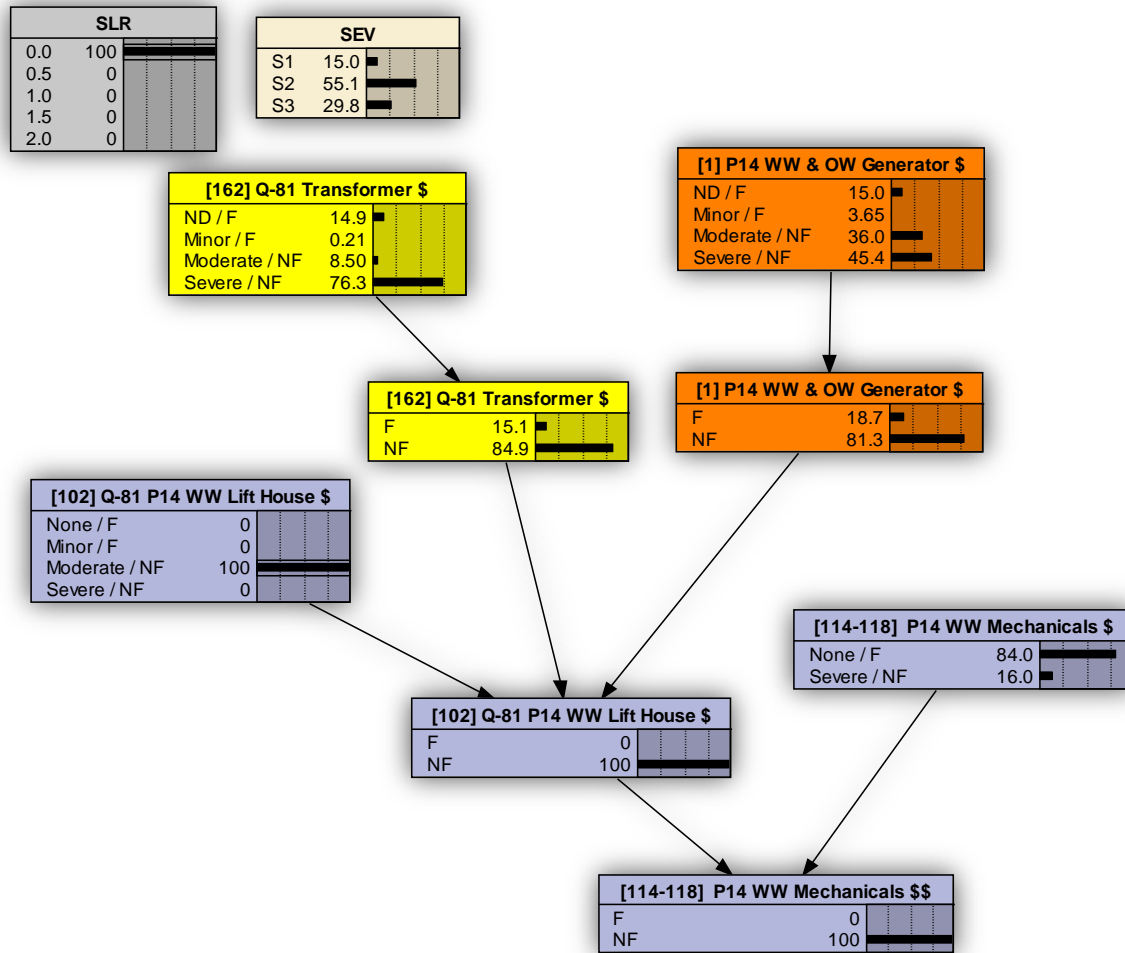 SLR
0.0 100
0.5 0
1.0 0
1.5 0
2.0 0
SEV
S1 15.0
S2 55.1
S3 29.8
[162] Q-81 Transformer $
ND / F 14.9
Minor / F 0.21
Moderate / NF 8.50
Severe / NF 76.3
[1] P14 WW & OW Generator $
ND / F 15.0
Minor / F 3.65
Moderate / NF 36.0
Severe / NF 45.4
[162] Q-81 Transformer $
F 15.1
NF 84.9
[1] P14 WW & OW Generator $
F 18.7
NF 81.3
[102] Q-81 P14 WW Lift House $
None / F 0
Minor / F 0
Moderate / NF 100
Severe / NF 0
[114-118] P14 WW Mechanicals $
None / F 84.0
Severe / NF 16.0
[102] Q-81 P14 WW Lift House $
F 0
NF 100
[114-118] P14 WW Mechanicals $$
F 0
NF 100